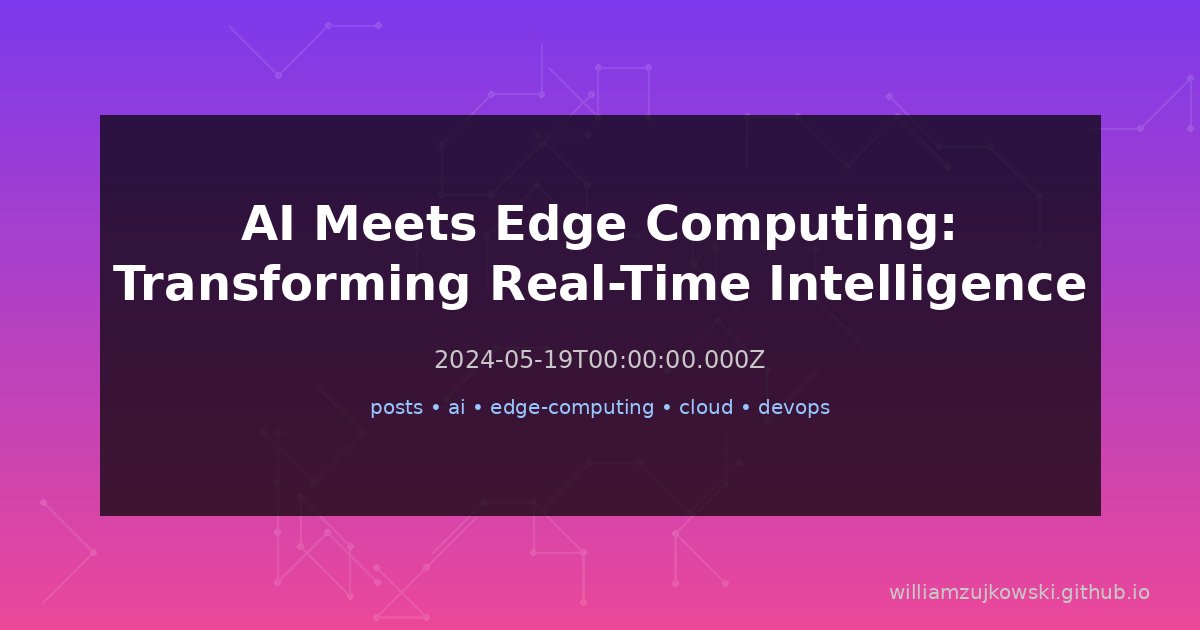 AI Meets Edge Computing:
Transforming Real-Time Intelligence
2024-05-19T00:00:00.000Z
posts • ai • edge-computing • cloud • devops
williamzujkowski.github.io